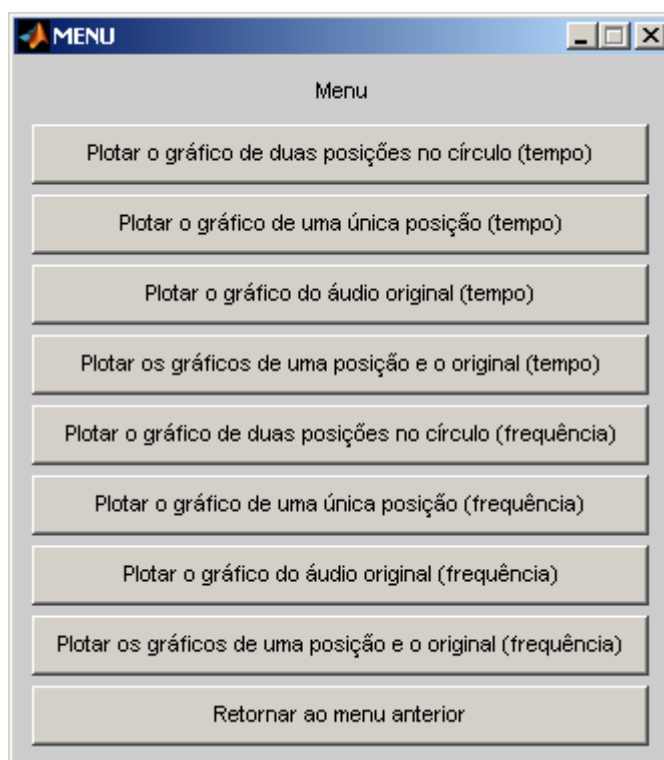 MENU
Menu
Plotar o gráfico de duas posições no círculo (tempo)
Plotar o gráfico de uma única posição (tempo)
Plotar o gráfico do áudio original (tempo)
Plotar os gráficos de uma posição e o original (tempo)
Plotar o gráfico de duas posições no círculo (frequência)
Plotar o gráfico de uma única posição (frequência)
Plotar o gráfico do áudio original (frequência)
Plotar os gráficos de uma posição e o original (frequência)
Retornar ao menu anterior